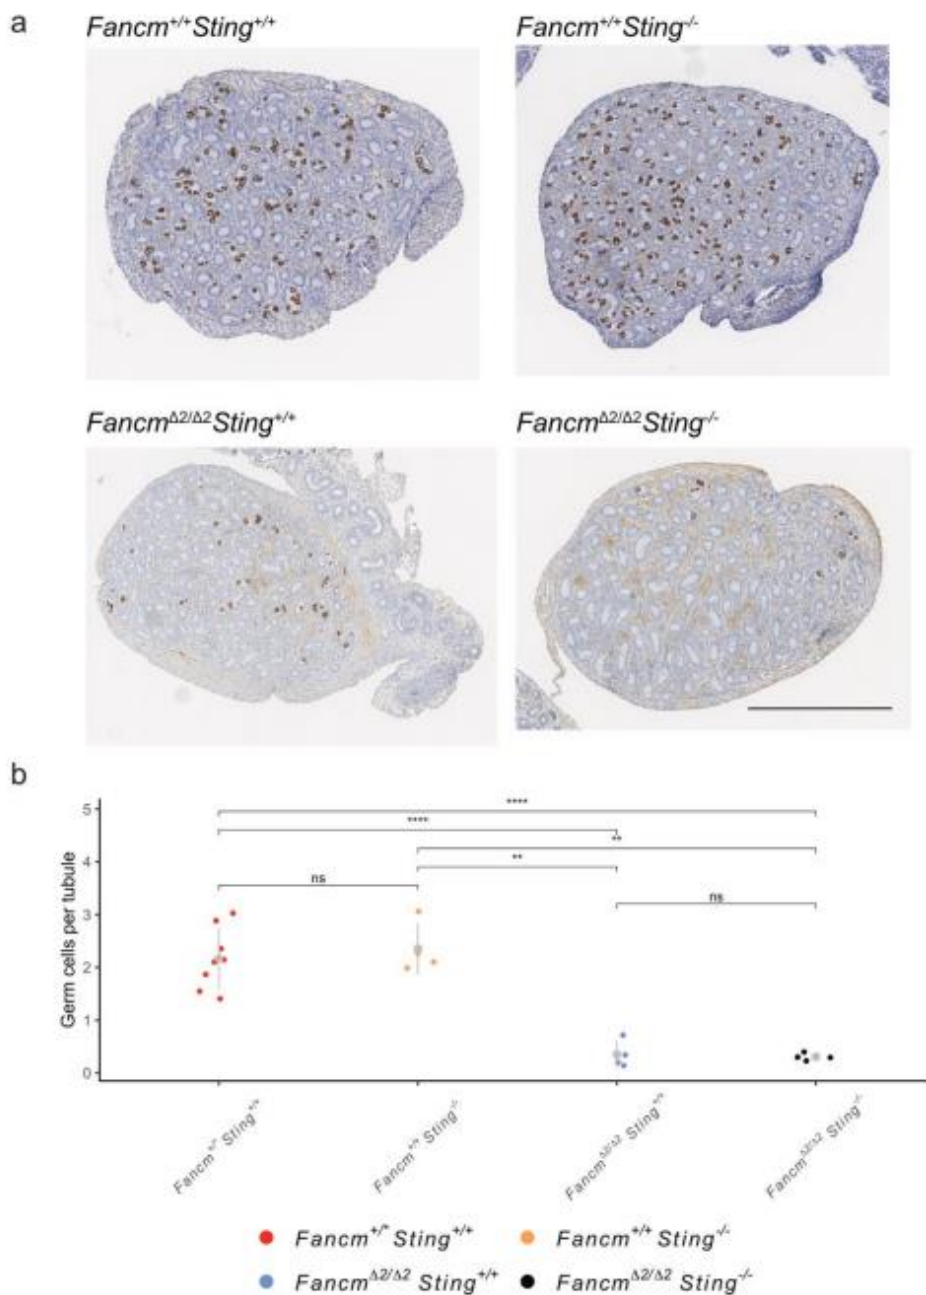 a
Fancm+/+Sting+/+
Fancm+/+Sting-/-
FancmΔ2/Δ2Sting+/+
FancmΔ2/Δ2Sting-/-
b
****
****
**
**
ns
ns
5
4
3
2
1
0
Germ cells per tubule
Fancm+/+ Sting+/+
Fancm+/+ Sting-/-
FancmΔ2/Δ2 Sting+/+
FancmΔ2/Δ2 Sting-/-
Fancm+/+ Sting+/+
Fancm+/+ Sting-/-
FancmΔ2/Δ2 Sting+/+
FancmΔ2/Δ2 Sting-/-